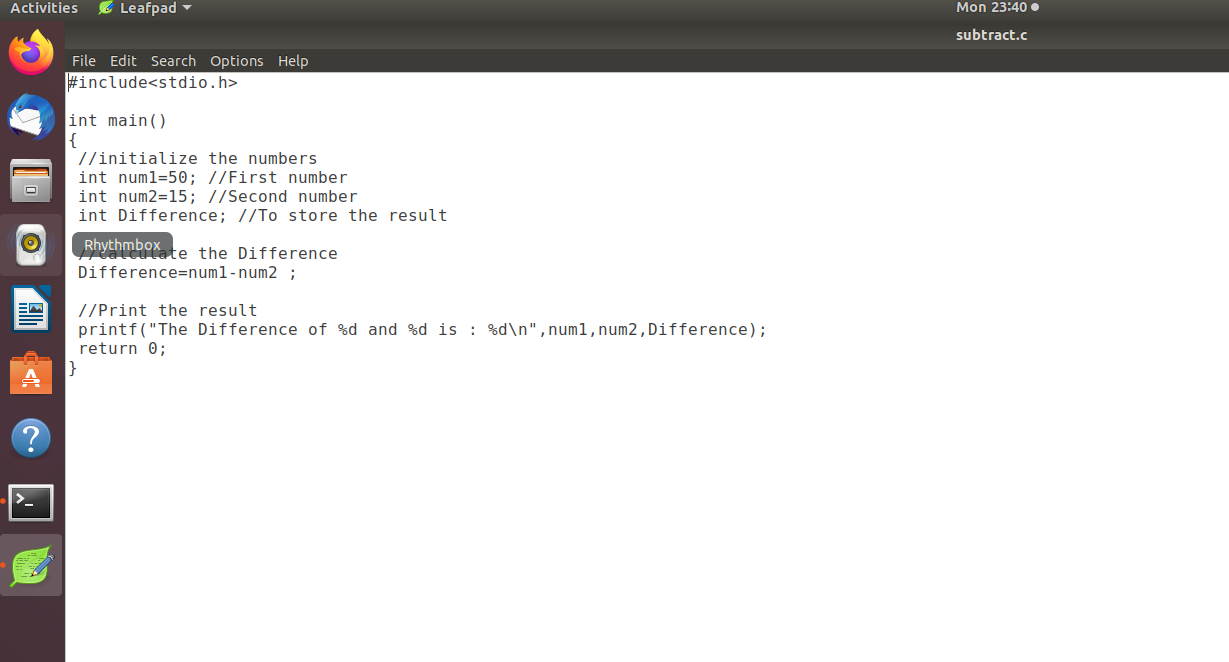 Activities Leafpad Mon 23:40
subtract.c
File Edit Search Options Help
#include<stdio.h>
int main()
{
//initialize the numbers
int num1=50; //First number
int num2=15; //Second number
int Difference; //To store the result
Rhythmbox
//Calculate the Difference
Difference=num1-num2 ;
//Print the result
printf("The Difference of %d and %d is : %d\n",num1,num2,Difference);
return 0;
}